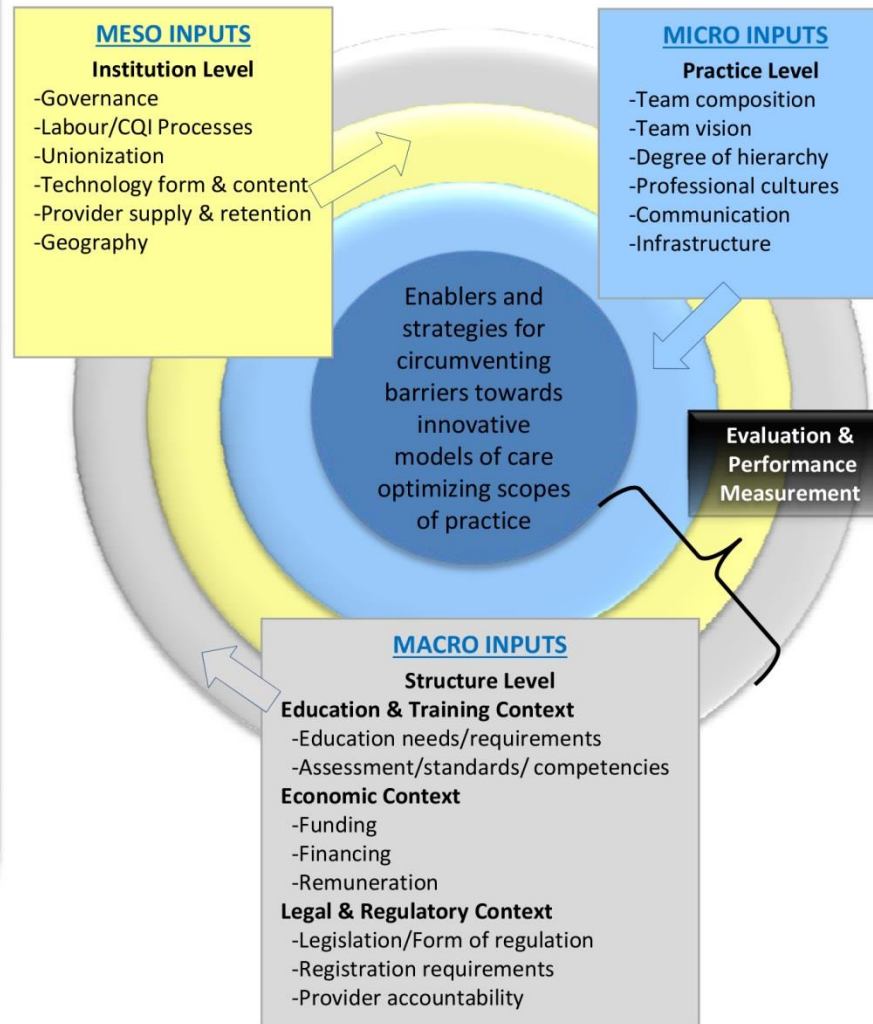 MESO INPUTS
Institution Level
-Governance
-Labour/CQI Processes
-Unionization
-Technology form & content
-Provider supply & retention
-Geography
MICRO INPUTS
Practice Level
-Team composition
-Team vision
-Degree of hierarchy
-Professional cultures
-Communication
-Infrastructure
Enablers and
strategies for
circumventing
barriers towards
innovative
models of care
optimizing scopes
of practice
Evaluation &
Performance
Measurement
MACRO INPUTS
Structure Level
Education & Training Context
-Education needs/requirements
-Assessment/standards/ competencies
Economic Context
-Funding
-Financing
-Remuneration
Legal & Regulatory Context
-Legislation/Form of regulation
-Registration requirements
-Provider accountability